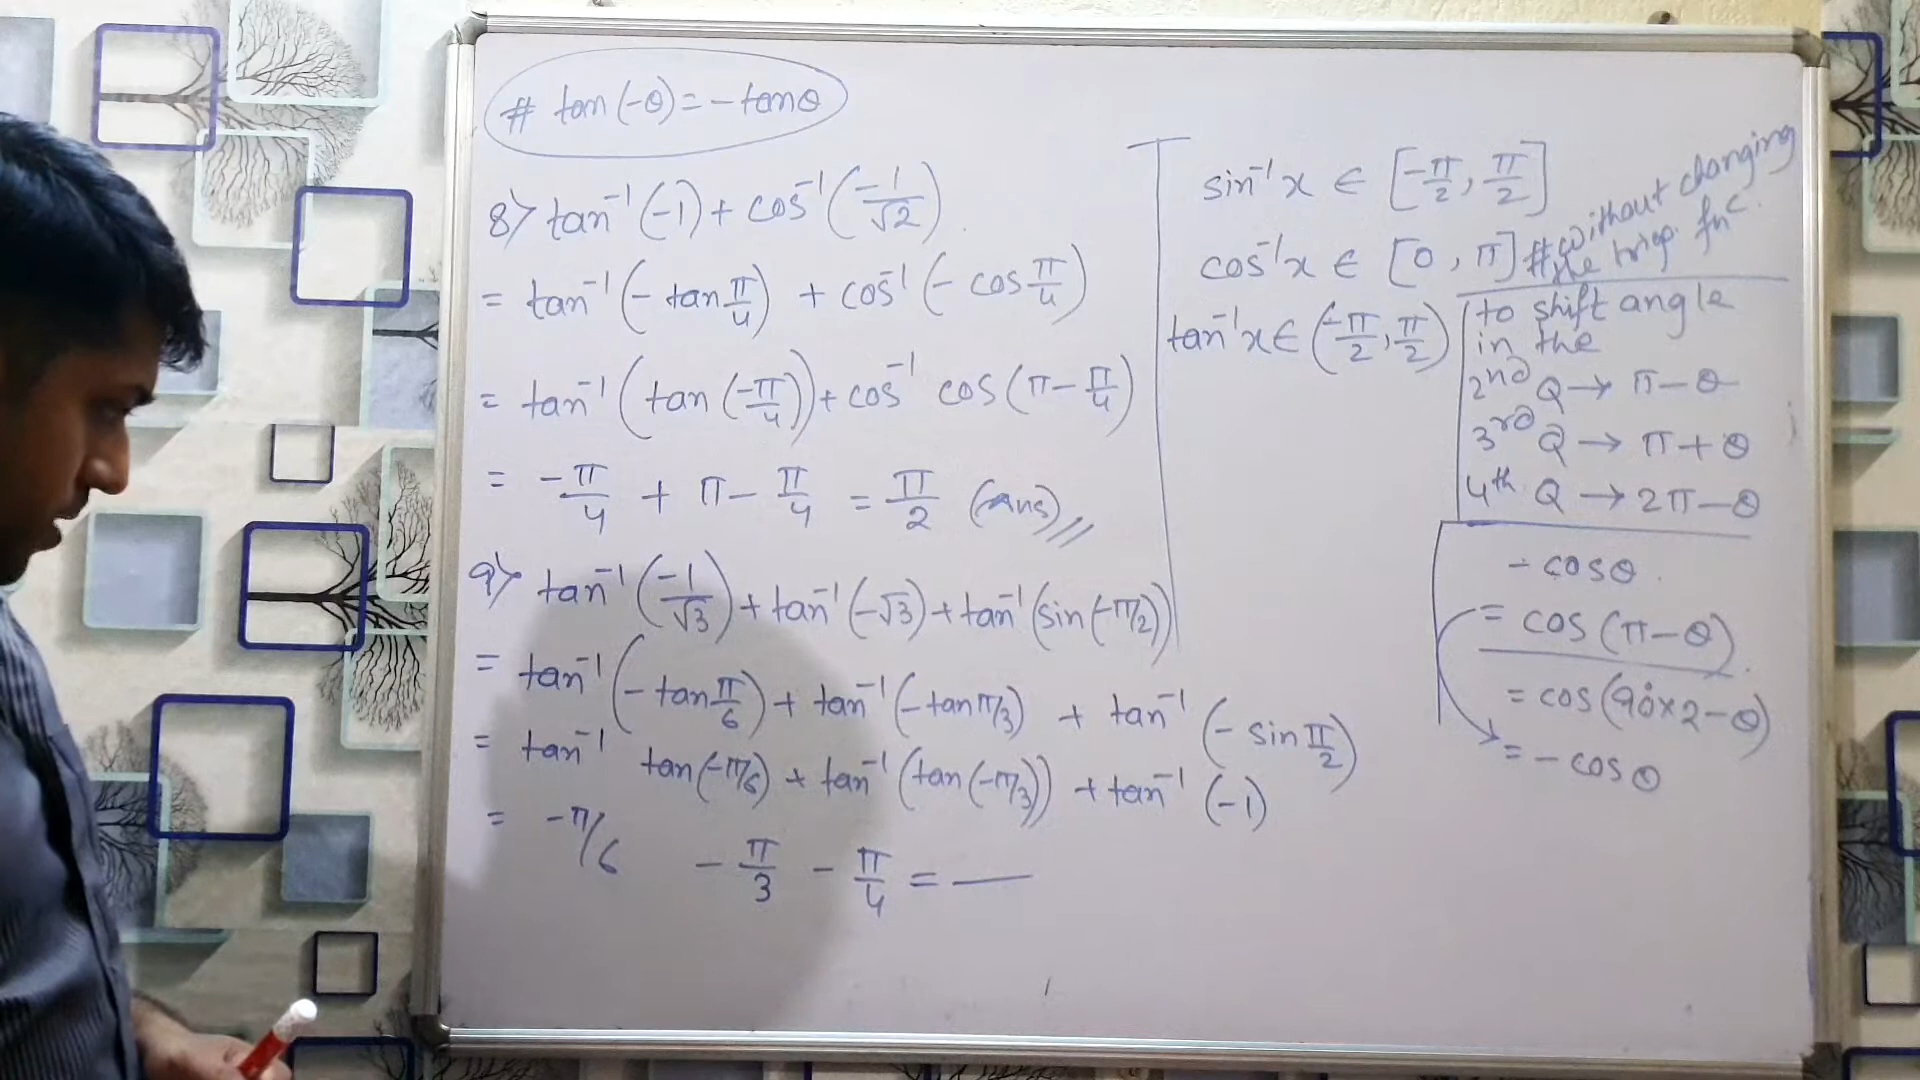 # tan(-θ) = -tanθ
8) tan⁻¹(-1) + cos⁻¹(-1/√2)
= tan⁻¹(-tan π/4) + cos⁻¹(-cos π/4)
= tan⁻¹(tan(-π/4)) + cos⁻¹ cos(π - π/4)
= -π/4 + π - π/4 = π/2 (ans)//
9) tan⁻¹(-1/√3) + tan⁻¹(-√3) + tan⁻¹(sin(-π/2))
= tan⁻¹(-tan π/6) + tan⁻¹(-tan π/3) + tan⁻¹(-sin π/2)
= tan⁻¹ tan(-π/6) + tan⁻¹(tan(-π/3)) + tan⁻¹(-1)
= -π/6 - π/3 - π/4 = —
sin⁻¹x ∈ [-π/2, π/2]
cos⁻¹x ∈ [0, π]
tan⁻¹x ∈ (-π/2, π/2)
# without changing
the trigo. fnᶜ.
to shift angle
in the
2nd Q → π - θ
3rd Q → π + θ
4th Q → 2π - θ
- cosθ.
= cos(π - θ).
= cos(90° × 2 - θ)
= - cosθ